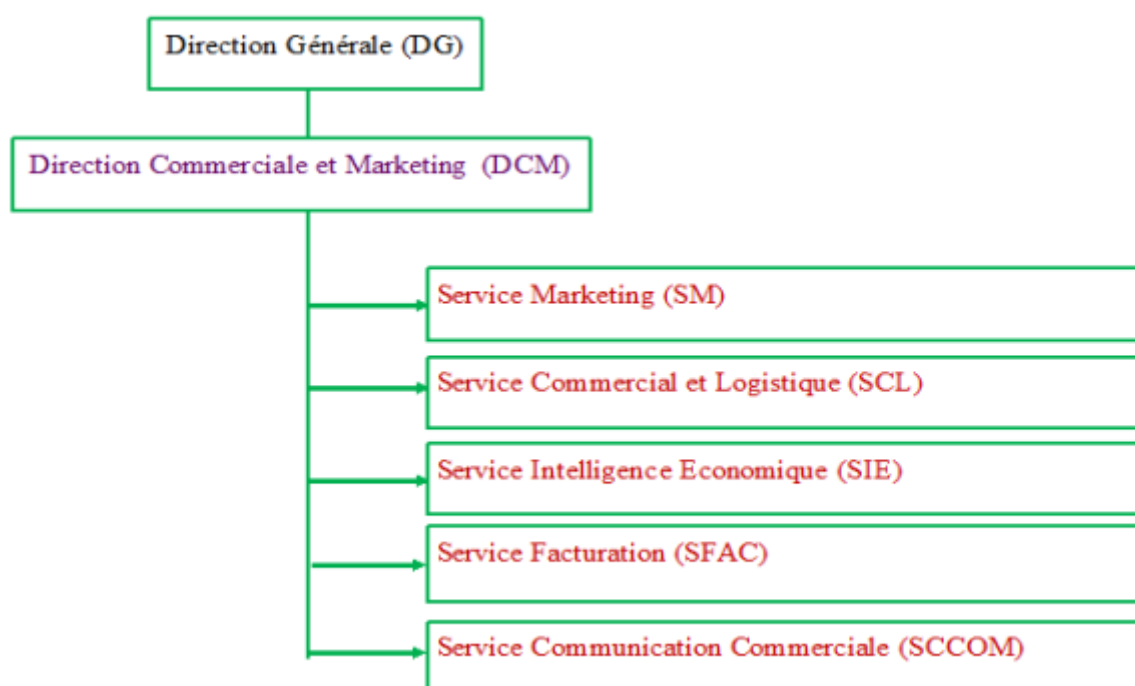 Direction Générale (DG)
Direction Commerciale et Marketing (DCM)
Service Marketing (SM)
Service Commercial et Logistique (SCL)
Service Intelligence Economique (SIE)
Service Facturation (SFAC)
Service Communication Commerciale (SCCOM)